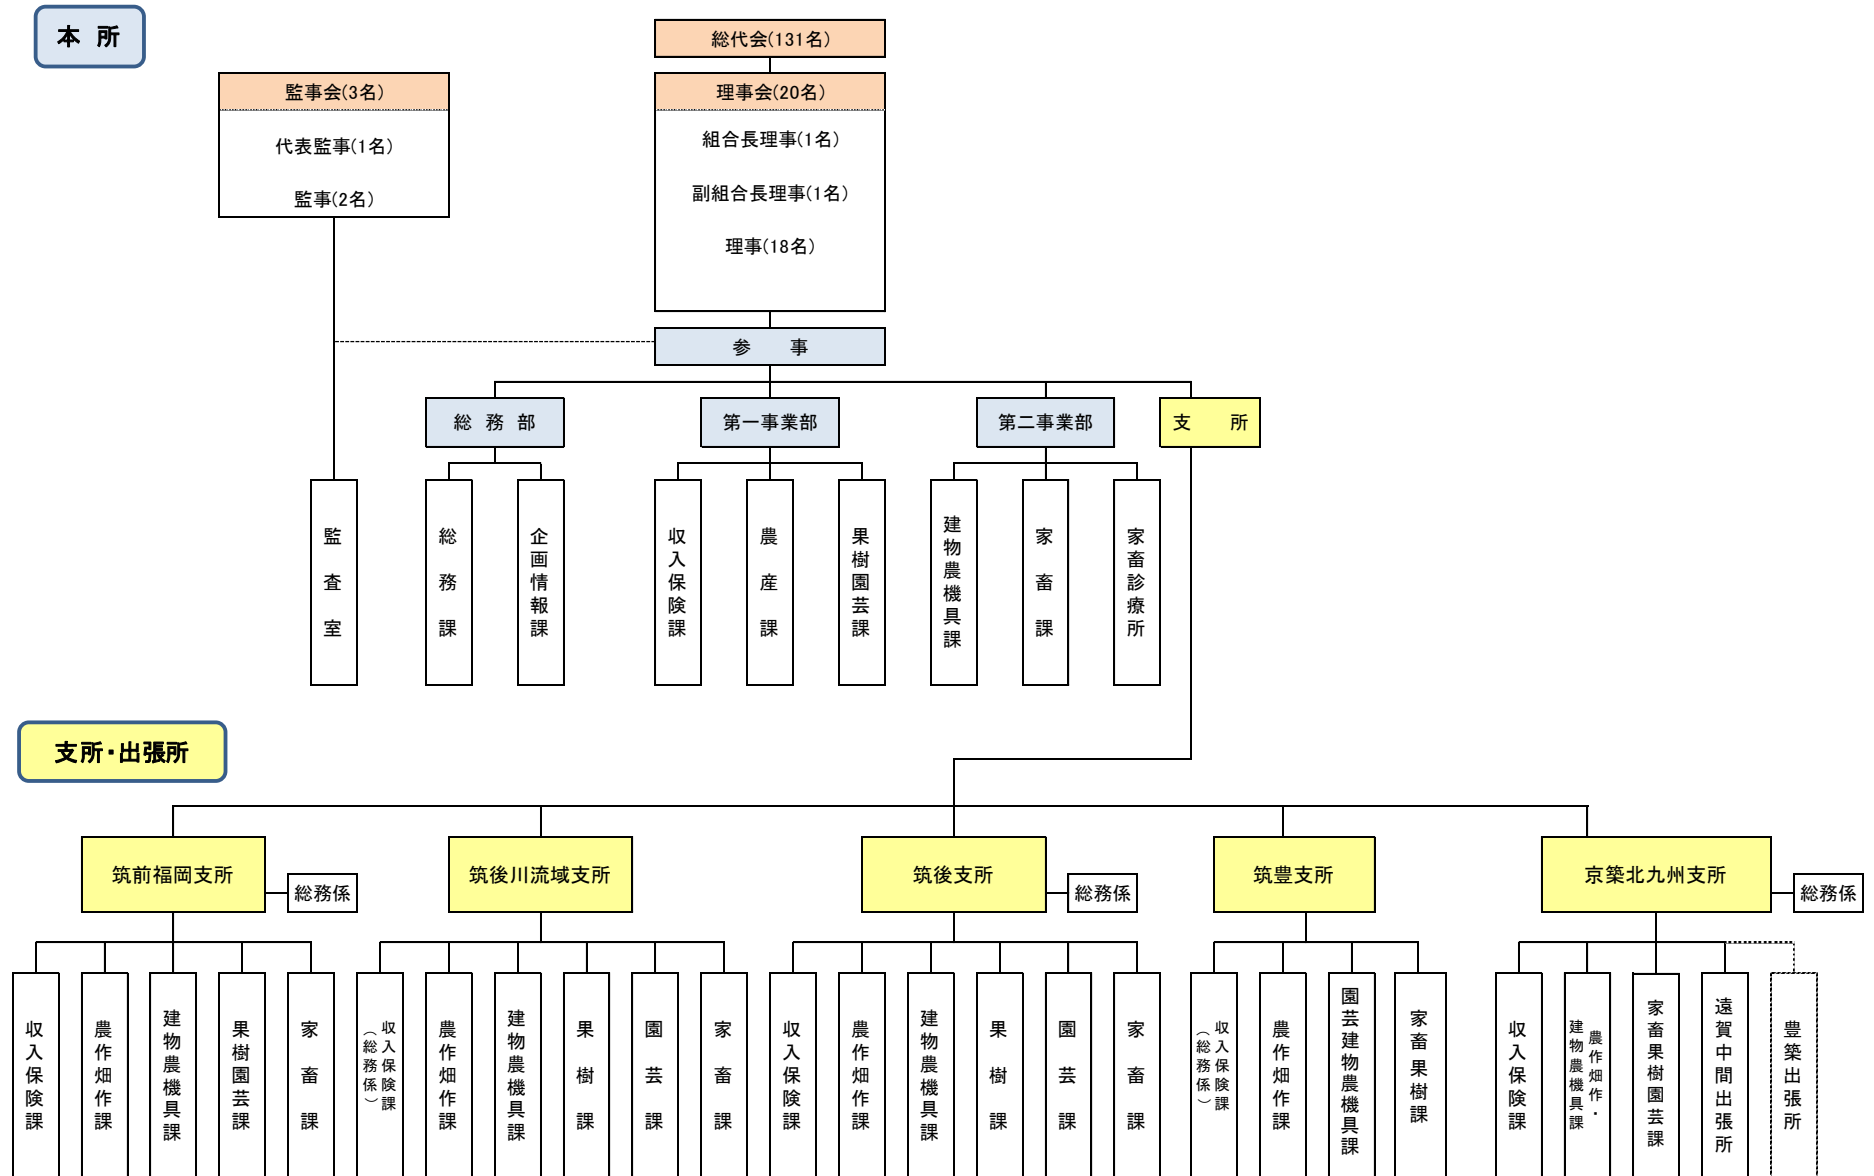 本 所
総代会(131名)
監事会(3名)
代表監事(1名)
監事(2名)
理事会(20名)
組合長理事(1名)
副組合長理事(1名)
理事(18名)
参 事
総 務 部
第一事業部
第二事業部
支 所
監査室
総務課
企画情報課
収入保険課
農産課
果樹園芸課
建物農機具課
家畜課
家畜診療所
支所・出張所
筑前福岡支所
総務係
筑後川流域支所
筑後支所
総務係
筑豊支所
京築北九州支所
総務係
収入保険課
農作畑作課
建物農機具課
果樹園芸課
家畜課
収入保険課
（総務係）
農作畑作課
建物農機具課
果樹課
園芸課
家畜課
収入保険課
農作畑作課
建物農機具課
果樹課
園芸課
家畜課
収入保険課
（総務係）
農作畑作課
園芸建物農機具課
家畜果樹課
収入保険課
農作畑作・
建物農機具課
家畜果樹園芸課
遠賀中間出張所
豊築出張所